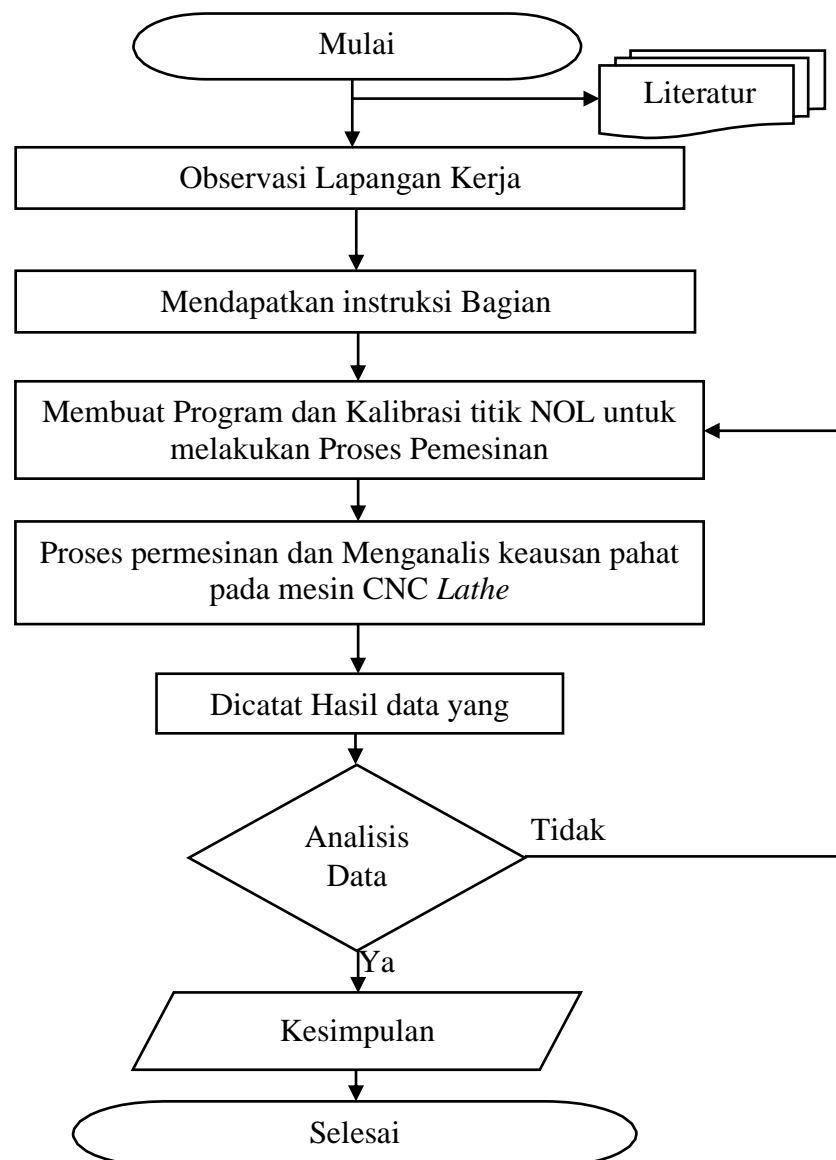 Mulai
Literatur
Observasi Lapangan Kerja
Mendapatkan instruksi Bagian
Membuat Program dan Kalibrasi titik NOL untuk
melakukan Proses Pemesinan
Proses permesinan dan Menganalis keausan pahat
pada mesin CNC Lathe
Dicatat Hasil data yang
Analisis
Data
Tidak
Ya
Kesimpulan
Selesai